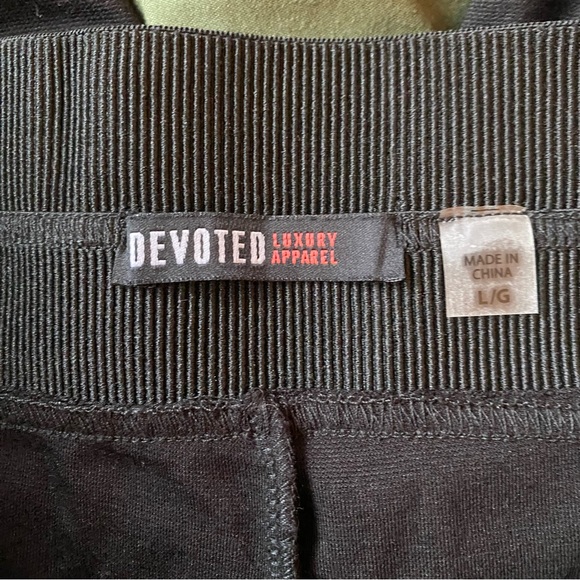 DEVOTED
LUXURY
APPAREL
MADE IN
CHINA
L/G